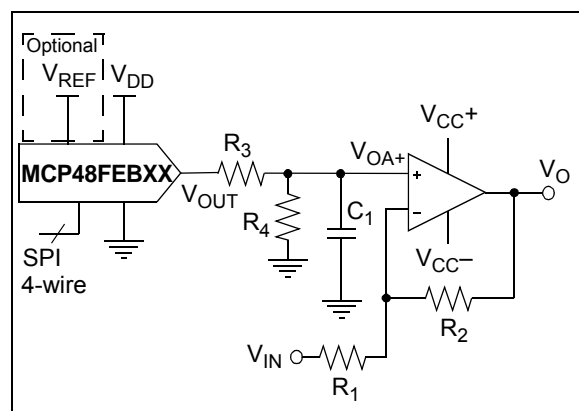 Optional
VREF
VDD
MCP48FEBXX
VOUT
SPI
4-wire
R3
R4
C1
VOA+
+
–
VCC+
VCC–
VO
R2
VIN
R1